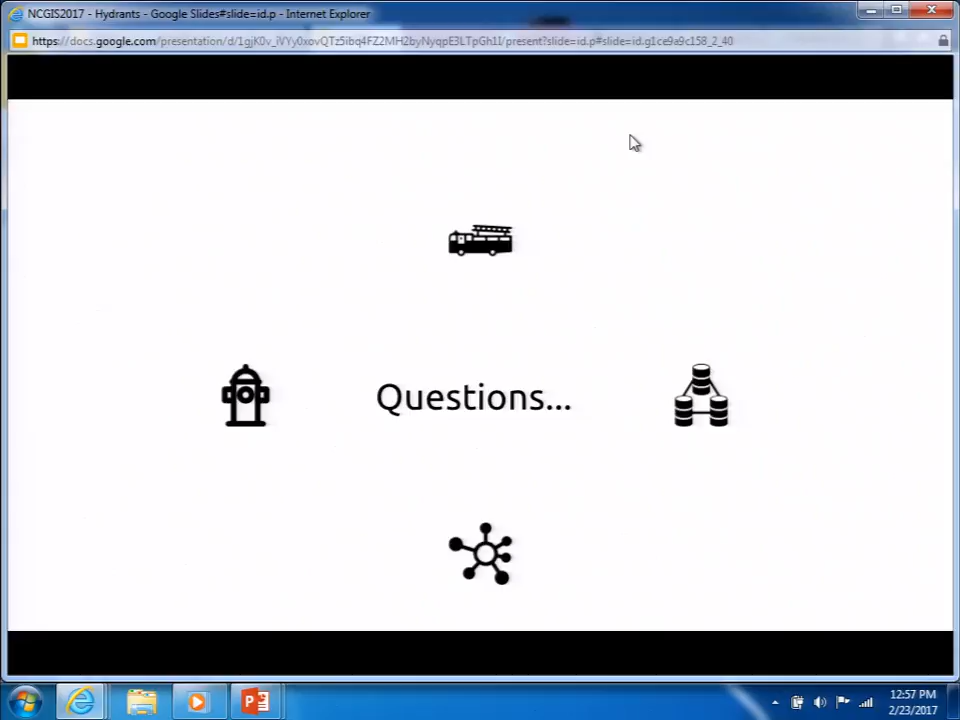 NCGIS2017 - Hydrants - Google Slides#slide=id.p - Internet Explorer
Questions...
P
12:57 PM
2/23/2017